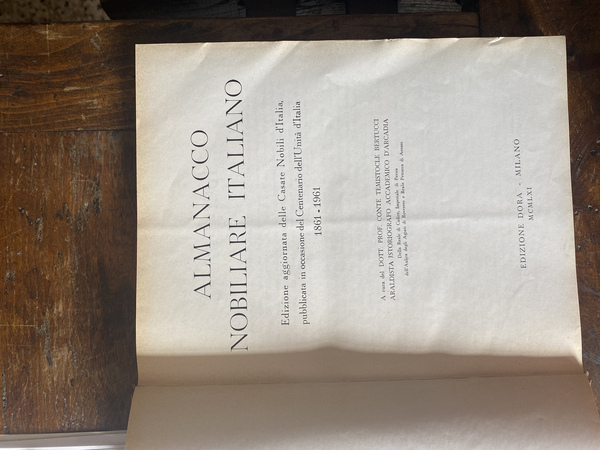 ALMANACCO
NOBILIARE ITALIANO
Edizione aggiornata delle Casate Nobili d'Italia,
pubblicata in occasione del Centenario dell'Unità d'Italia
1861 - 1961
A cura del DOTT. PROF. CONTE TEMISTOCLE BERTUCCI
ARALDISTA ISTORIOGRAFO ACCADEMICO D'ARCADIA
EDIZIONE DORA - MILANO
MCMLXI